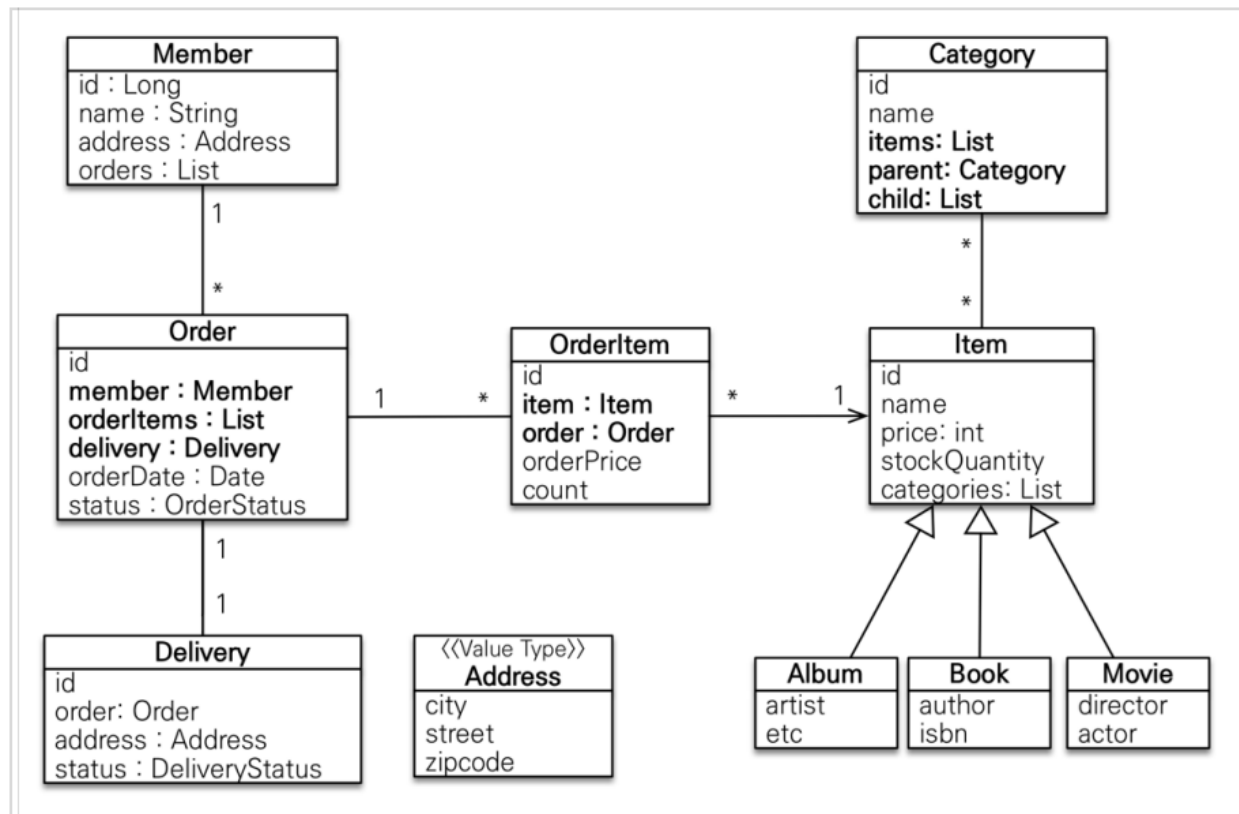 Member
id : Long
name : String
address : Address
orders : List
Category
id
name
items: List
parent: Category
child: List
1
*
*
*
Order
id
member : Member
orderItems : List
delivery : Delivery
orderDate : Date
status : OrderStatus
1
*
OrderItem
id
item : Item
order : Order
orderPrice
count
*
1
Item
id
name
price: int
stockQuantity
categories: List
1
1
Delivery
id
order: Order
address : Address
status : DeliveryStatus
《Value Type》
Address
city
street
zipcode
Album
artist
etc
Book
author
isbn
Movie
director
actor